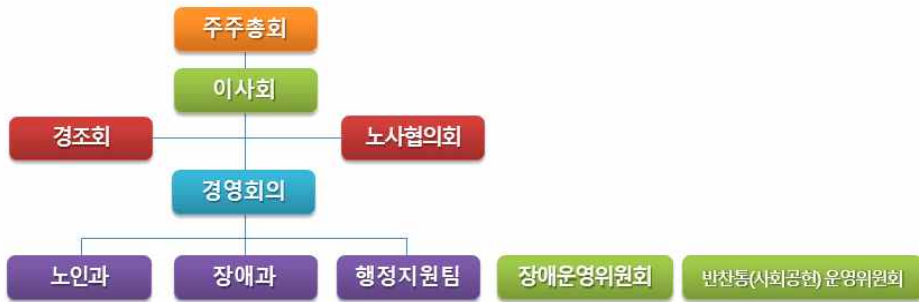 주주총회
이사회
경조회
노사협의회
경영회의
노인과
장애과
행정지원팀
장애운영위원회
반찬통(사회공헌) 운영위원회